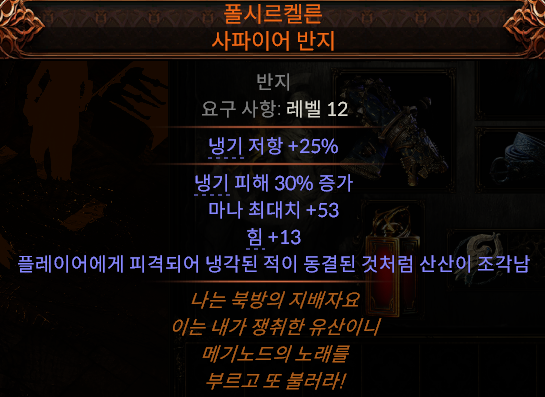 폴시르켈른
사파이어 반지
반지
요구 사항: 레벨 12
냉기 저항 +25%
냉기 피해 30% 증가
마나 최대치 +53
힘 +13
플레이어에게 피격되어 냉각된 적이 동결된 것처럼 산산이 조각남
나는 북방의 지배자요
이는 내가 쟁취한 유산이니
메기노드의 노래를
부르고 또 불러라!